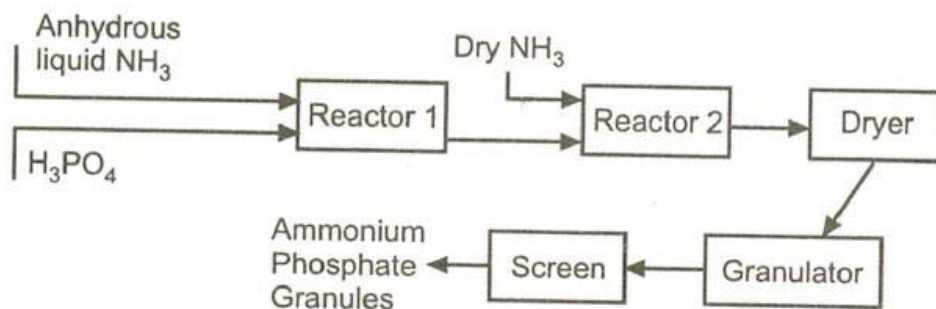 Anhydrous
liquid NH₃
Dry NH₃
Reactor 1
Reactor 2
Dryer
H₃PO₄
Ammonium
Phosphate
Granules
Screen
Granulator